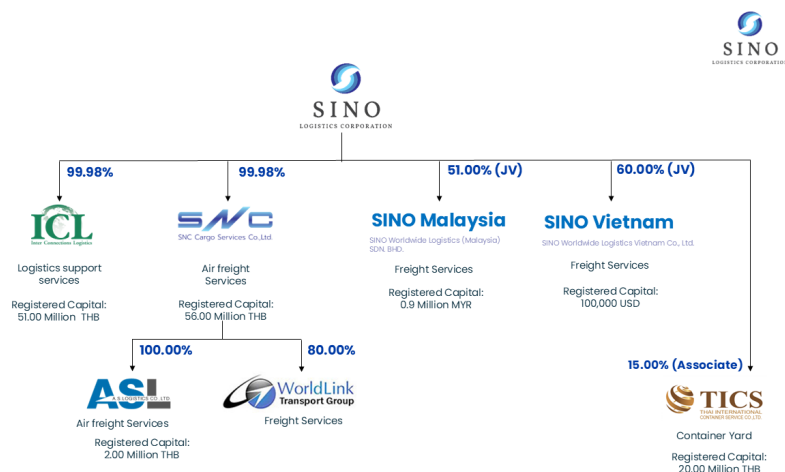 SINO
LOGISTICS CORPORATION
SINO
LOGISTICS CORPORATION
99.98%
99.98%
51.00% (JV)
60.00% (JV)
ICL
Inter Connections Logistics
SNC
SNC Cargo Services Co.,Ltd.
SINO Malaysia
SINO Worldwide Logistics (Malaysia)
SDN. BHD.
SINO Vietnam
SINO Worldwide Logistics Vietnam Co., Ltd.
Logistics support
services
Registered Capital:
51.00 Million THB
Air freight
Services
Registered Capital:
56.00 Million THB
Freight Services
Registered Capital:
0.9 Million MYR
Freight Services
Registered Capital:
100,000 USD
100.00%
80.00%
15.00% (Associate)
ASL
A S LOGISTICS CO.,LTD.
Air freight Services
Registered Capital:
2.00 Million THB
WorldLink
Transport Group
Freight Services
TICS
THAI INTERNATIONAL
CONTAINER SERVICE CO.,LTD.
Container Yard
Registered Capital:
20.00 Million THB